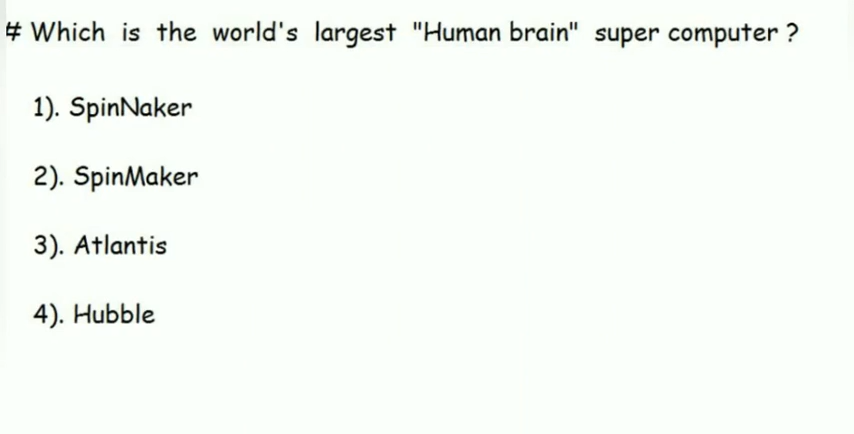 # Which is the world's largest "Human brain" super computer ?
1). SpinNaker
2). SpinMaker
3). Atlantis
4). Hubble